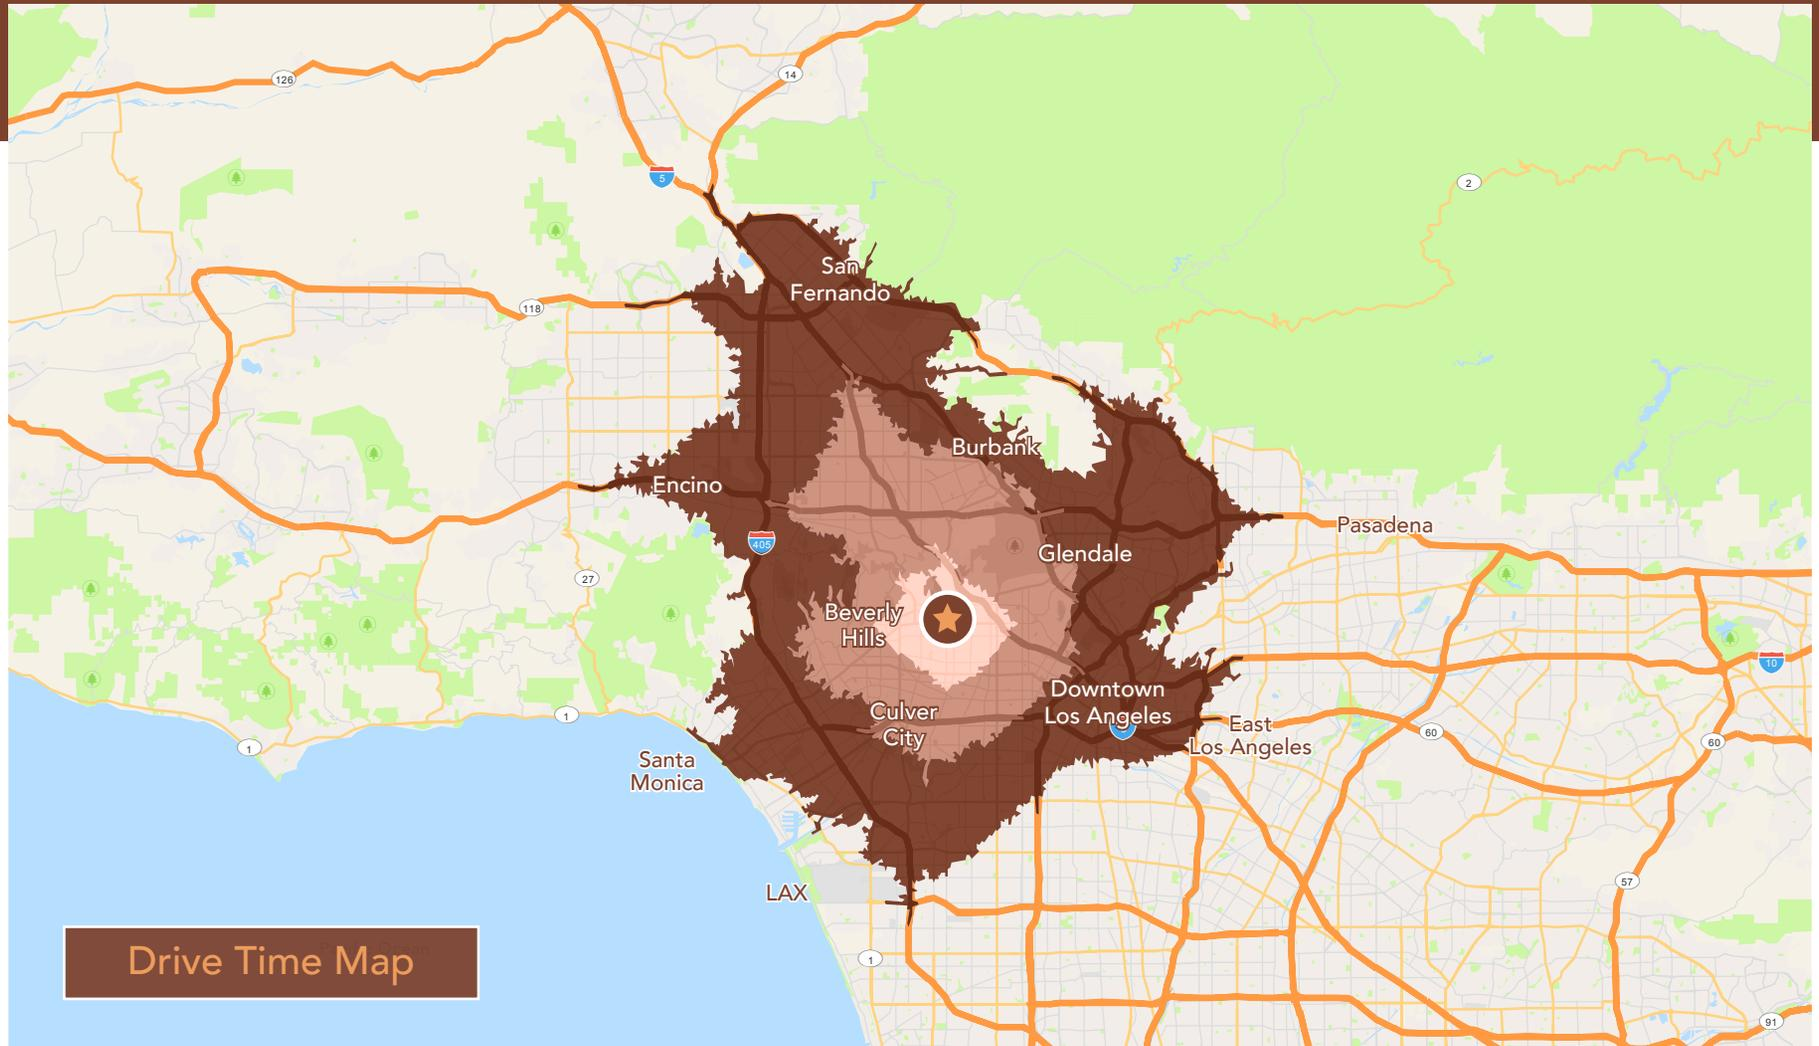 126
14
5
2
San
Fernando
118
Burbank
Encino
Pasadena
405
Glendale
27
Beverly
Hills
10
Downtown
Los Angeles
1
Culver
City
East
Los Angeles
60
60
1
Santa
Monica
57
LAX
Drive Time Map
1
91